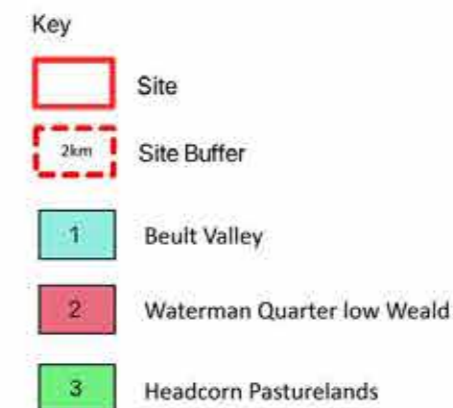 Key
Site
2km Site Buffer
1 Beult Valley
2 Waterman Quarter low Weald
3 Headcorn Pasturelands